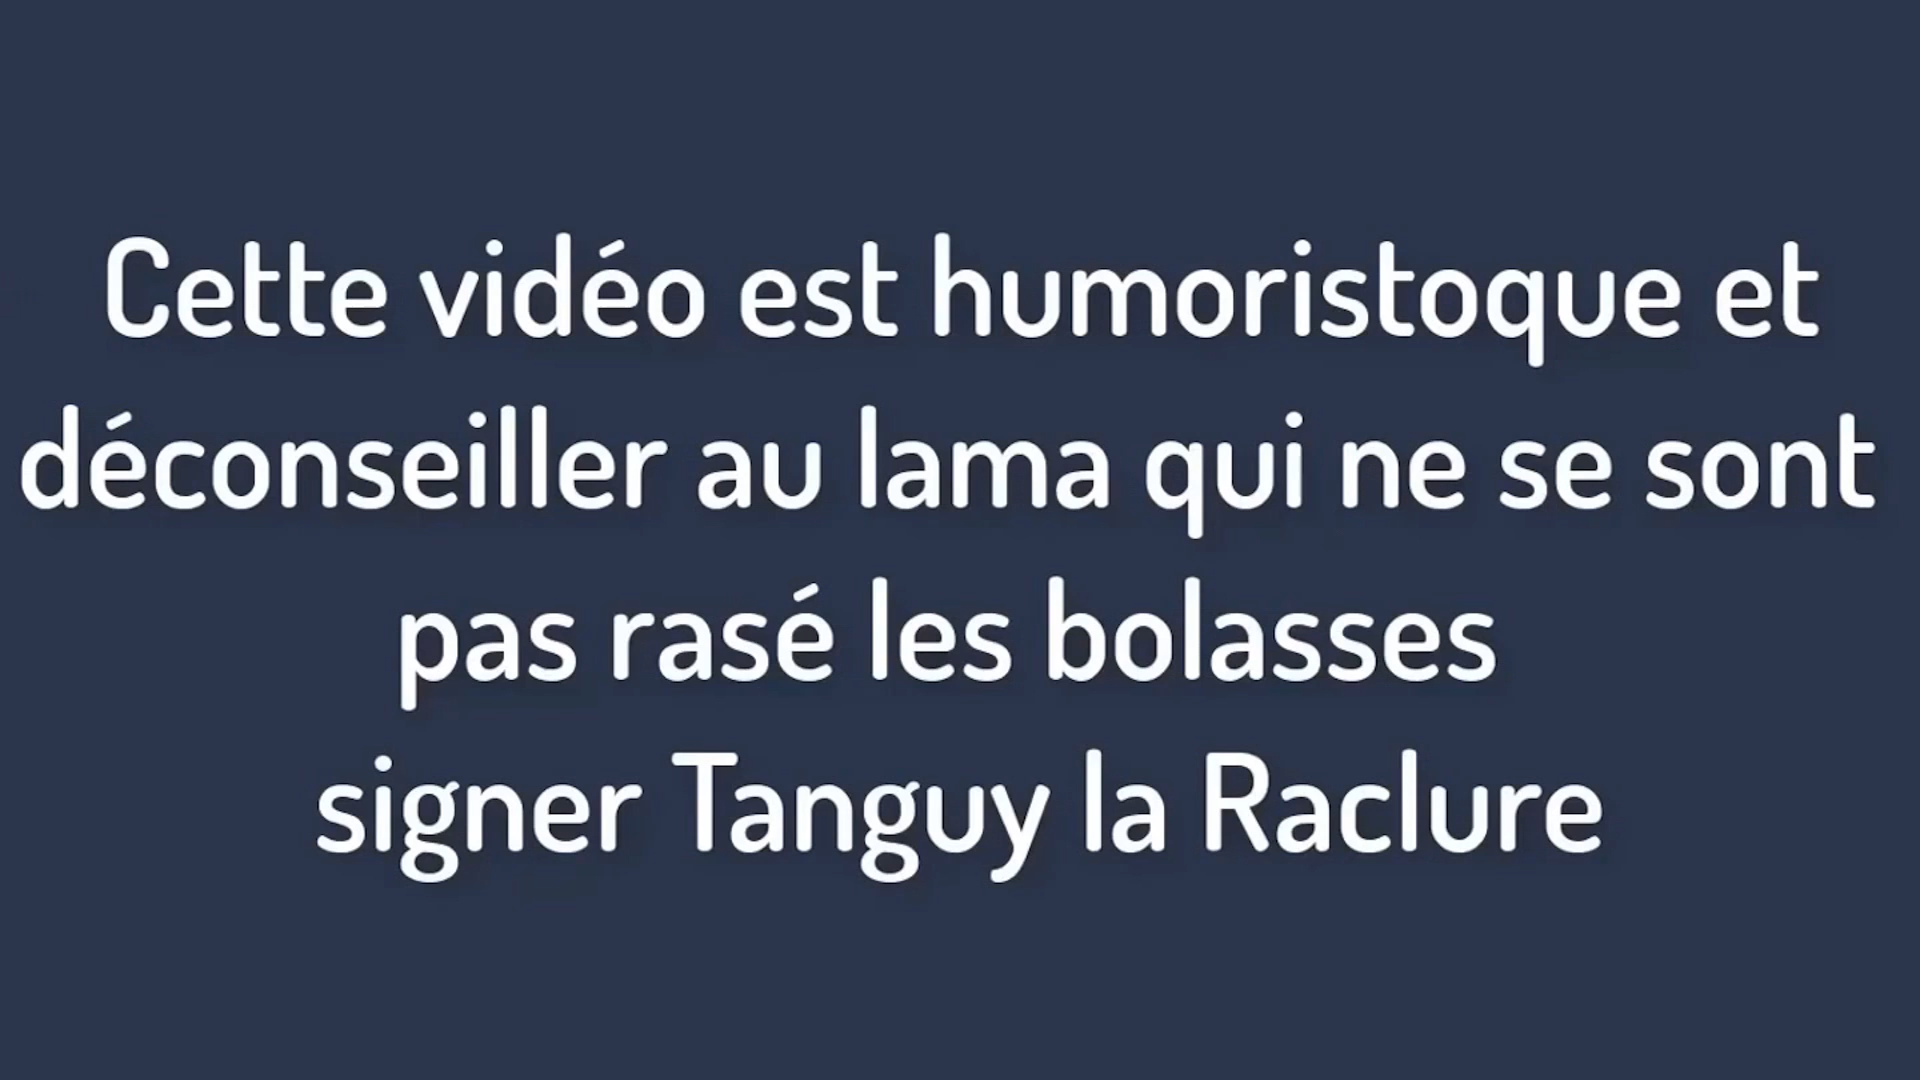 Cette vidéo est humoristoque et
déconseiller au lama qui ne se sont
pas rasé les bolasses
signer Tanguy la Raclure